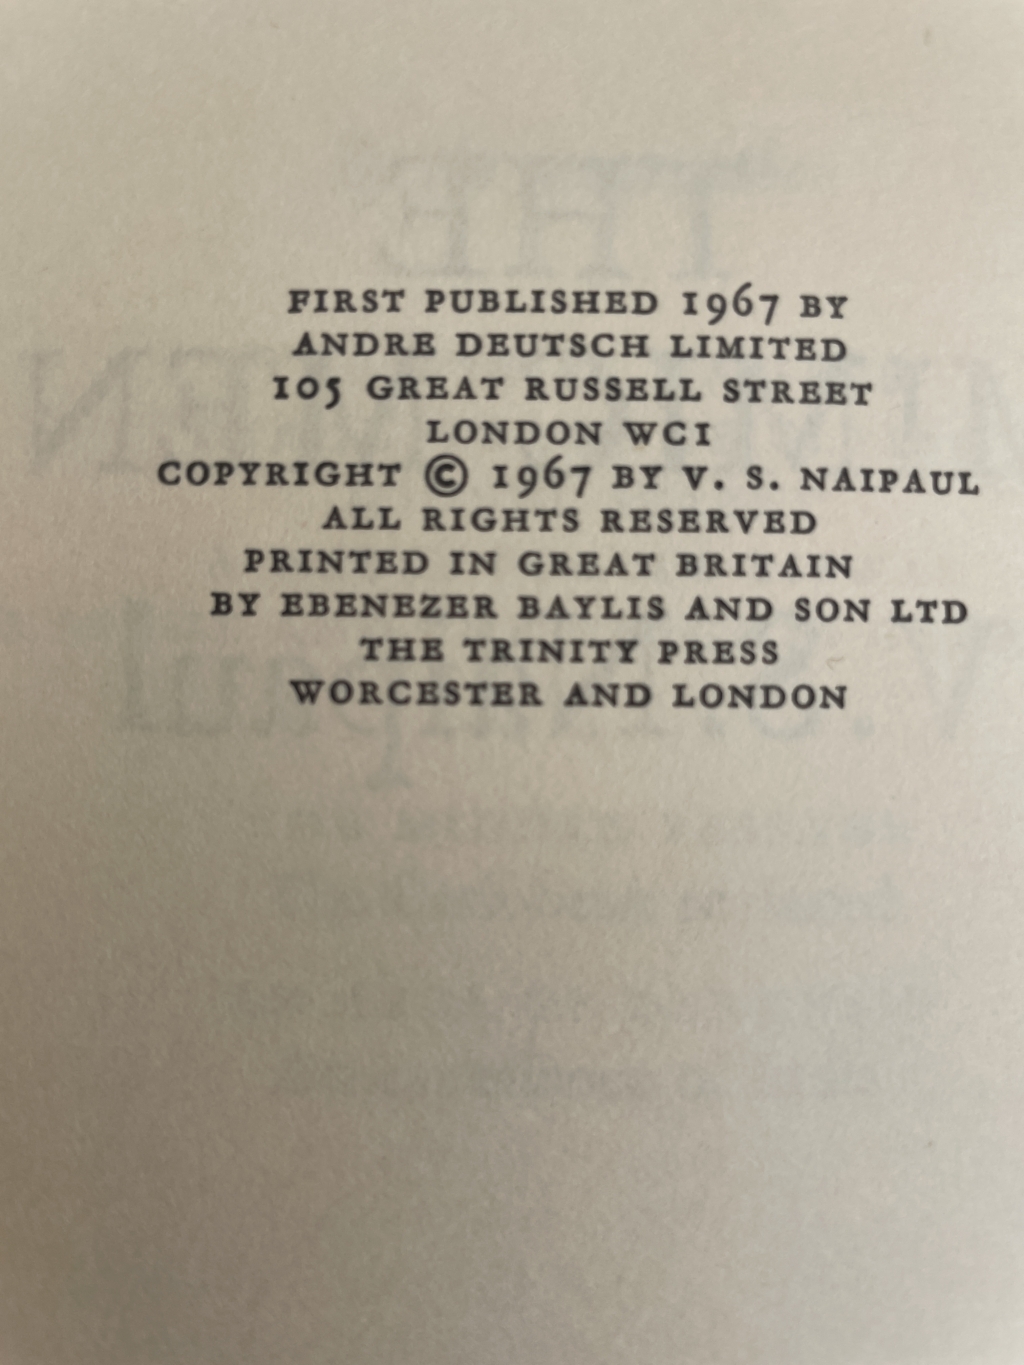 FIRST PUBLISHED 1967 BY
ANDRE DEUTSCH LIMITED
105 GREAT RUSSELL STREET
LONDON WC1
COPYRIGHT © 1967 BY V. S. NAIPAUL
ALL RIGHTS RESERVED
PRINTED IN GREAT BRITAIN
BY EBENEZER BAYLIS AND SON LTD
THE TRINITY PRESS
WORCESTER AND LONDON